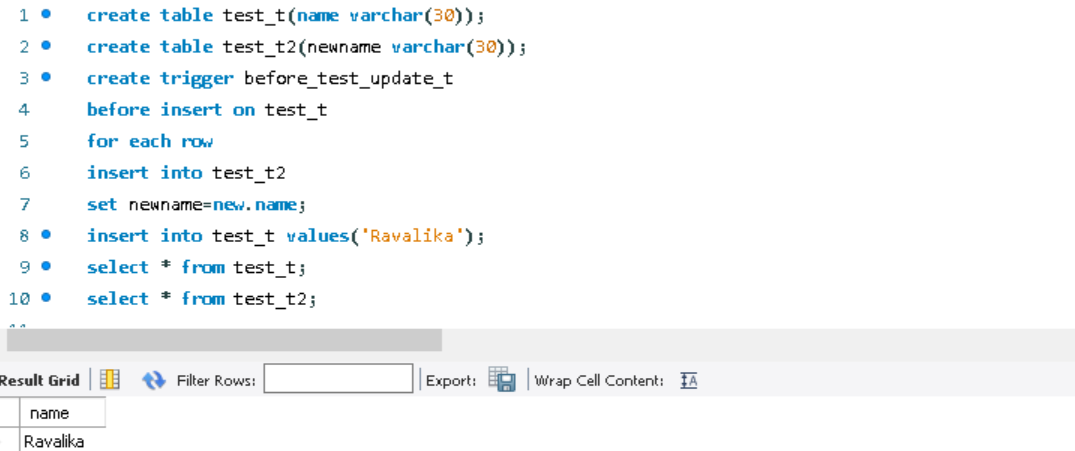 1 create table test_t(name varchar(30));
2 create table test_t2(newname varchar(30));
3 create trigger before_test_update_t
4 before insert on test_t
5 for each row
6 insert into test_t2
7 set newname=new.name;
8 insert into test_t values('Ravalika');
9 select * from test_t;
10 select * from test_t2;
Result Grid Filter Rows: Export: Wrap Cell Content: IA
name
Ravalika